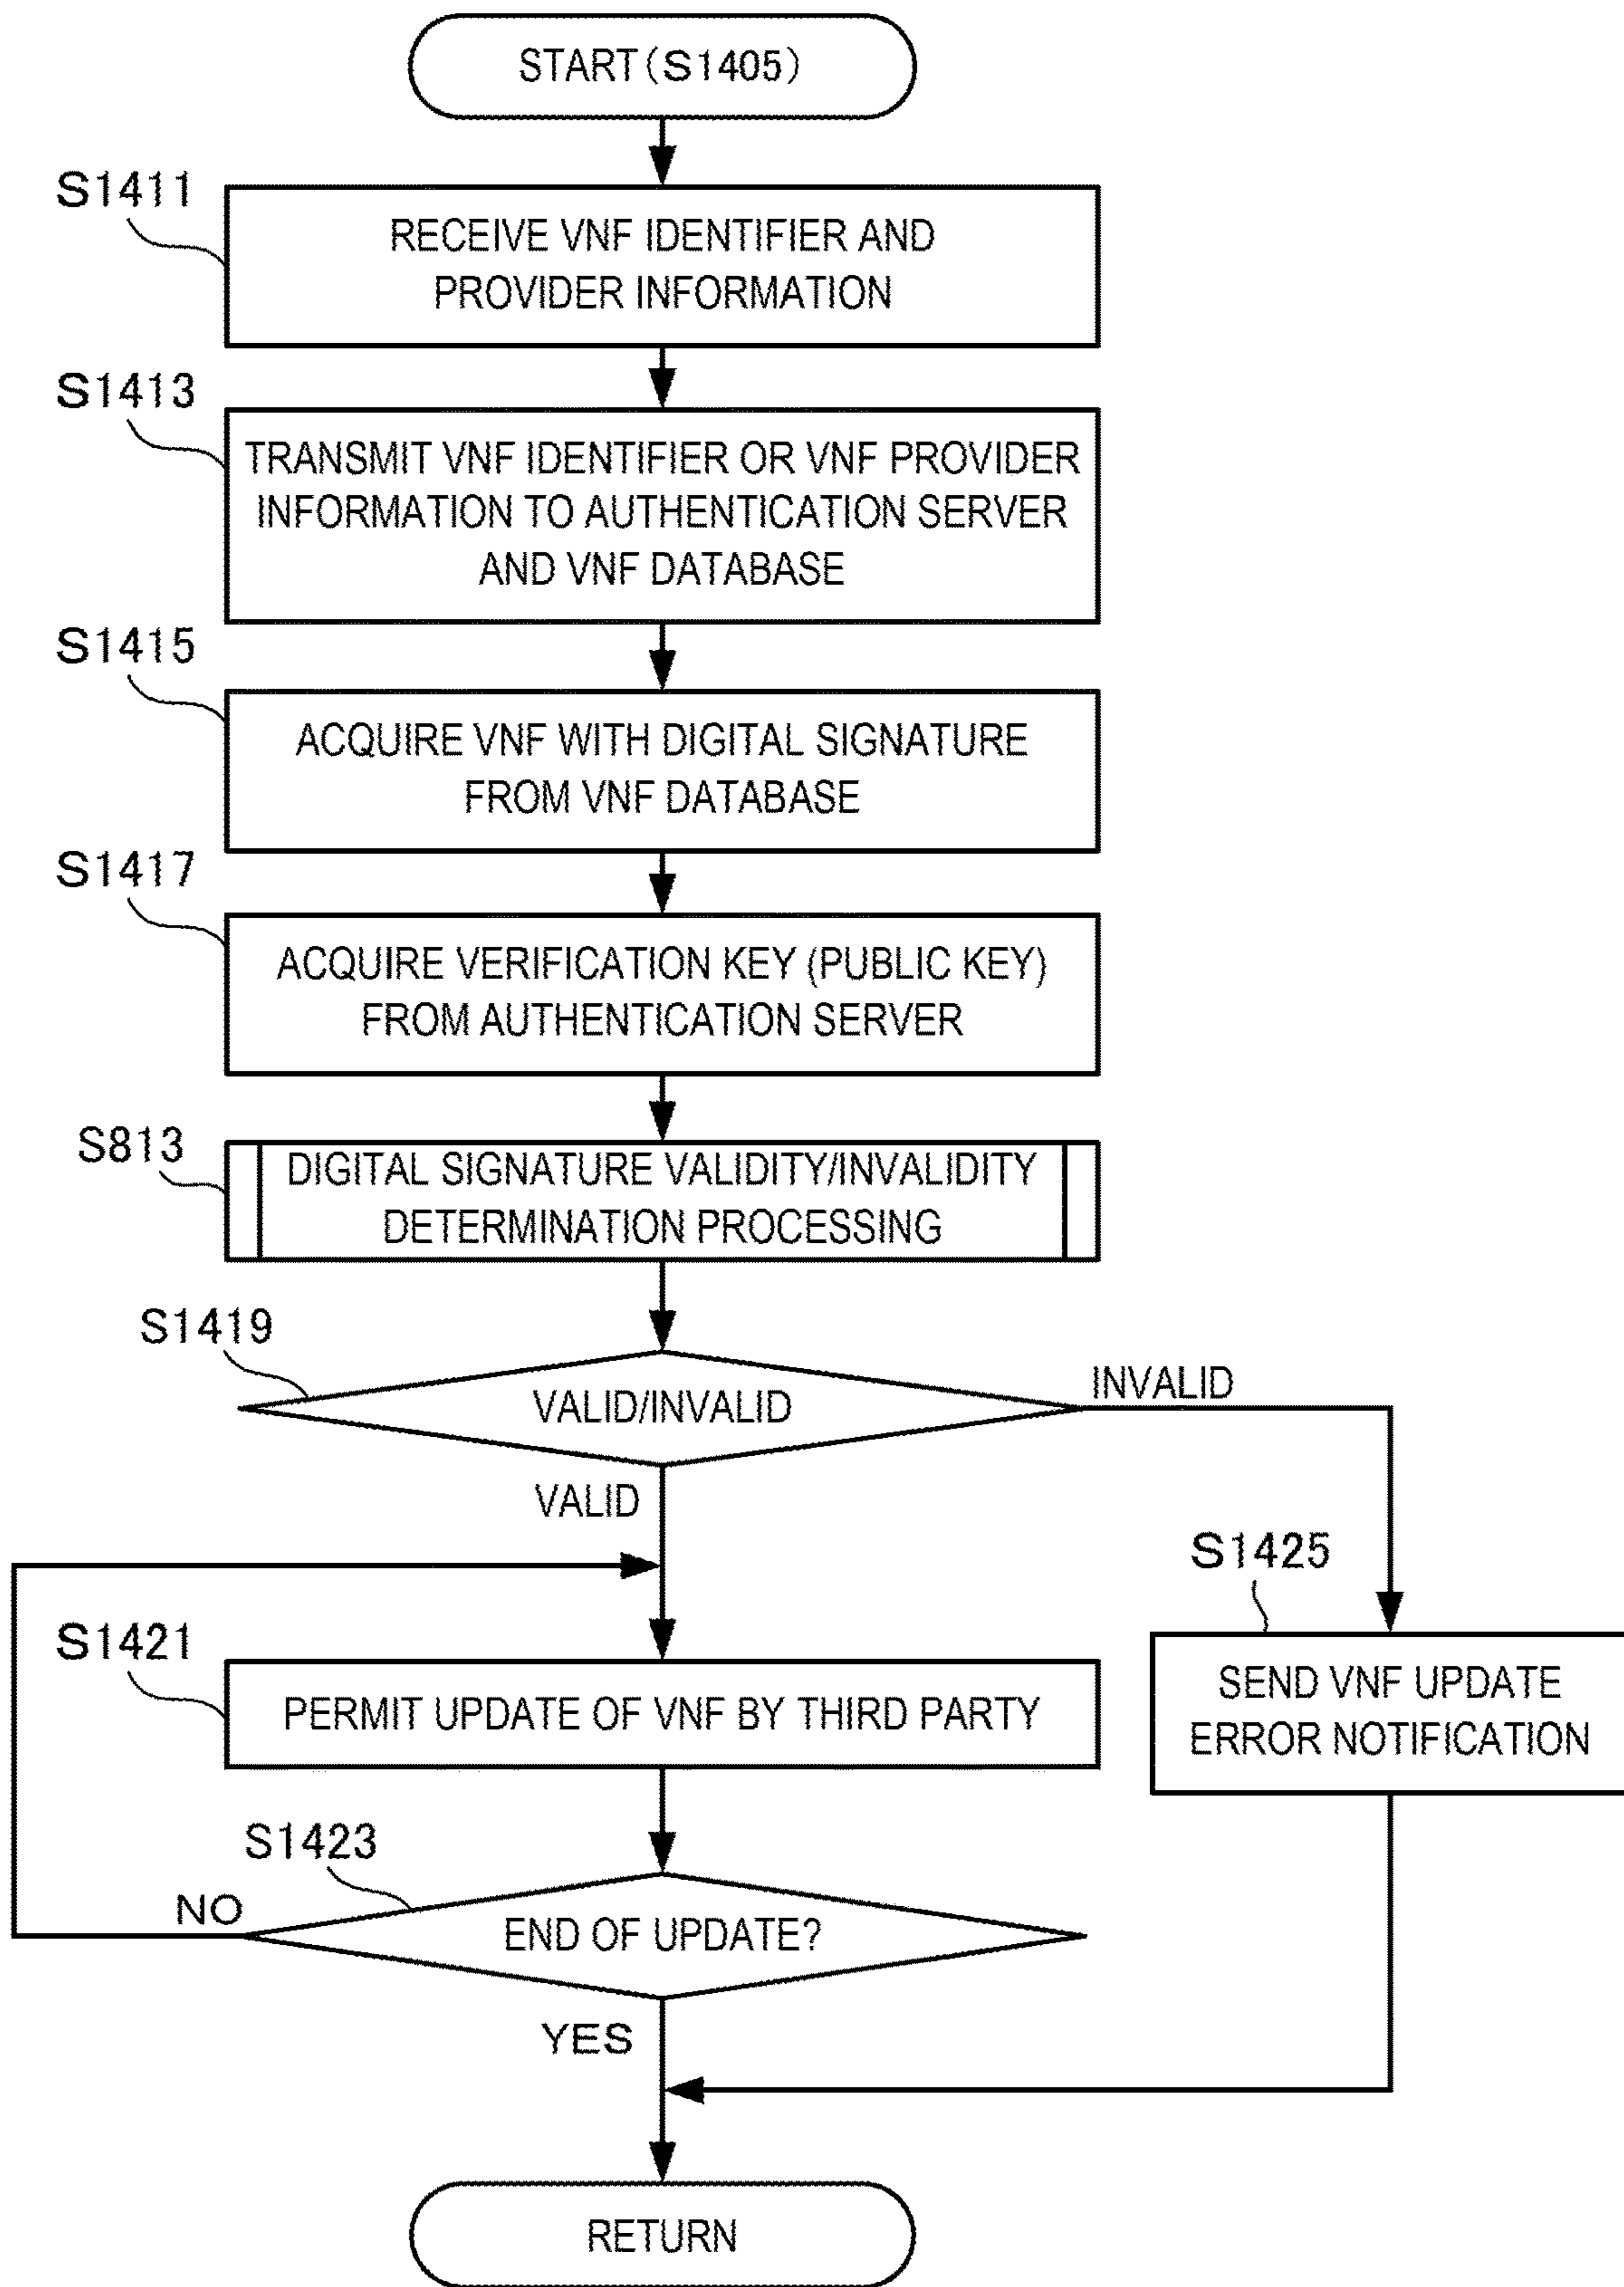 START(S1405)
S1411
RECEIVE VNF IDENTIFIER AND
PROVIDER INFORMATION
S1413
TRANSMIT VNF IDENTIFIER OR VNF PROVIDER
INFORMATION TO AUTHENTICATION SERVER
AND VNF DATABASE
S1415
ACQUIRE VNF WITH DIGITAL SIGNATURE
FROM VNF DATABASE
S1417
ACQUIRE VERIFICATION KEY (PUBLIC KEY)
FROM AUTHENTICATION SERVER
S813
DIGITAL SIGNATURE VALIDITY/INVALIDITY
DETERMINATION PROCESSING
S1419
VALID/INVALID
INVALID
VALID
S1425
SEND VNF UPDATE
ERROR NOTIFICATION
S1421
PERMIT UPDATE OF VNF BY THIRD PARTY
S1423
NO
END OF UPDATE?
YES
RETURN